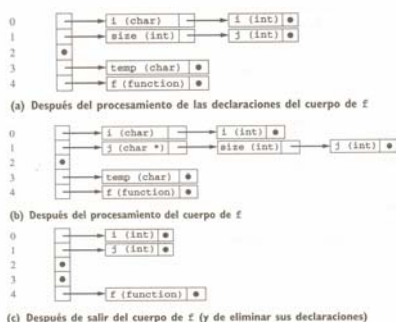 0 i (char) i (int)
1 size (int) j (int)
2
3 temp (char)
4 f (function)
(a) Después del procesamiento de las declaraciones del cuerpo de f
0 i (char) i (int)
1 j (char *) size (int) j (int)
2
3 temp (char)
4 f (function)
(b) Después del procesamiento del cuerpo de f
0 i (int)
1 j (int)
2
3
4 f (function)
(c) Después de salir del cuerpo de f (y de eliminar sus declaraciones)